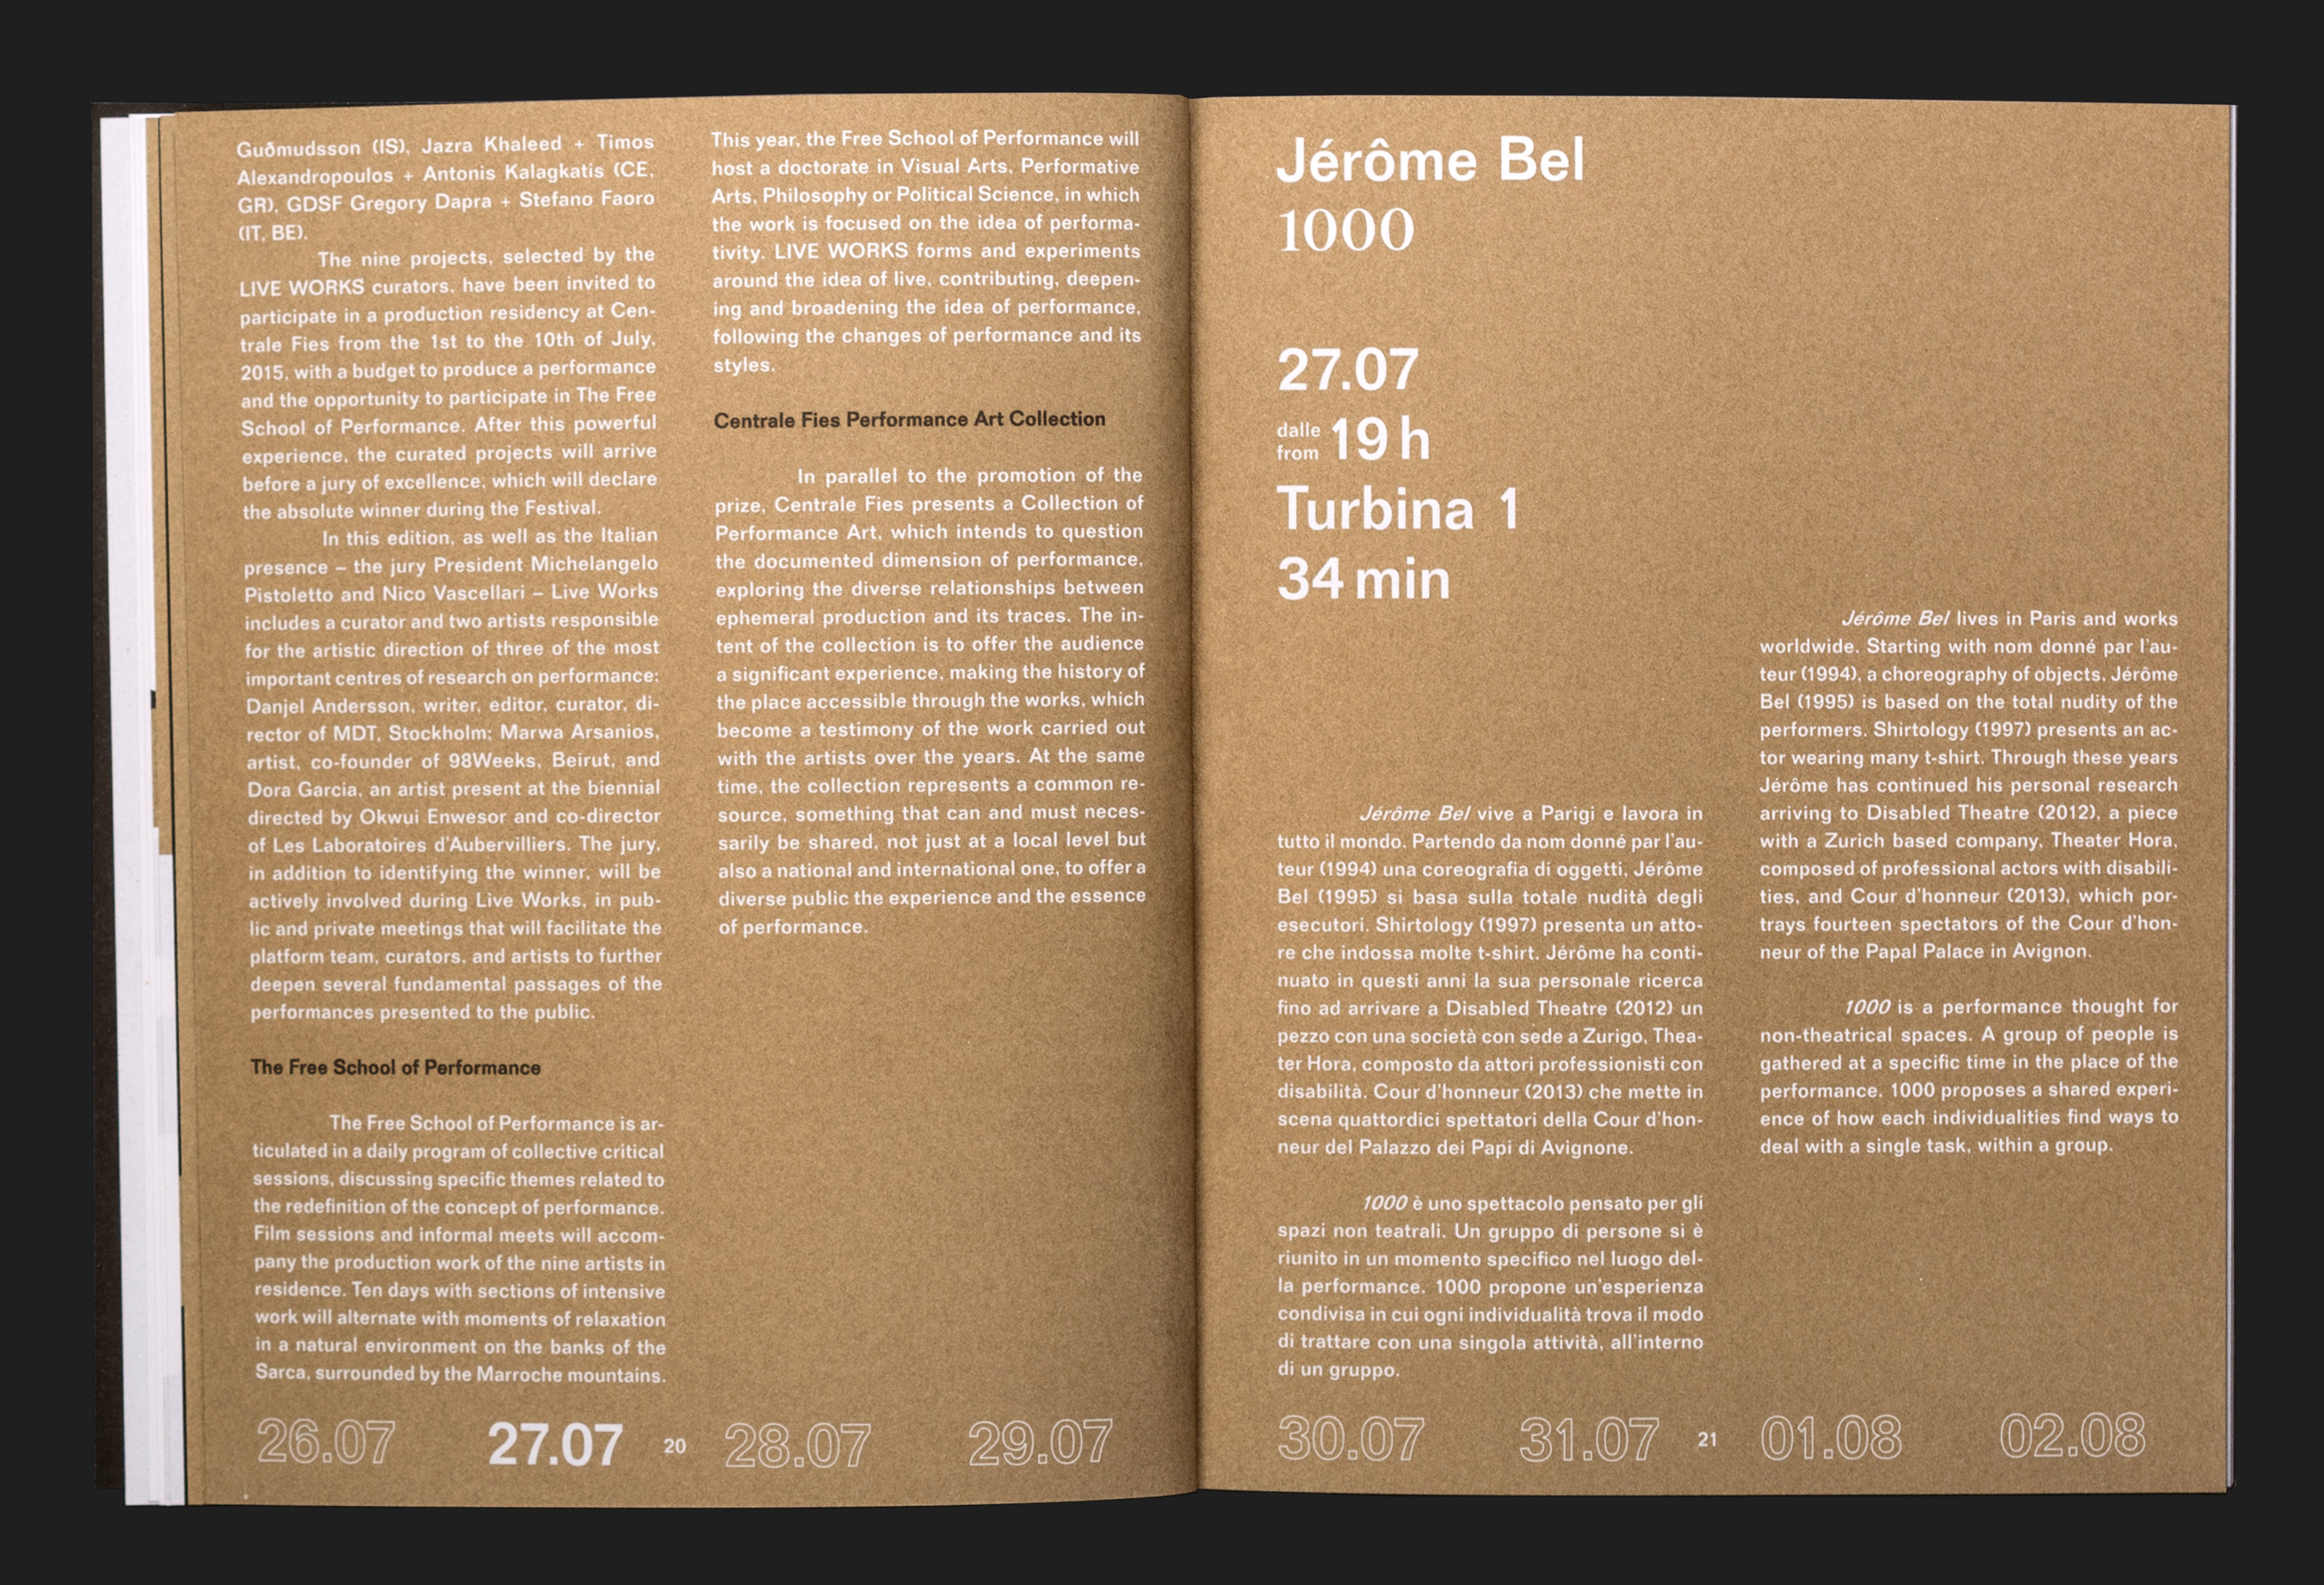 Guðmudsson (IS), Jazra Khaleed + Timos
Alexandropoulos + Antonis Kalagkatis (CE,
GR), GDSF Gregory Dapra + Stefano Faoro
(IT, BE).
The nine projects, selected by the
LIVE WORKS curators, have been invited to
participate in a production residency at Cen-
trale Fies from the 1st to the 10th of July,
2015, with a budget to produce a performance
and the opportunity to participate in The Free
School of Performance. After this powerful
experience, the curated projects will arrive
before a jury of excellence, which will declare
the absolute winner during the Festival.
In this edition, as well as the Italian
presence – the jury President Michelangelo
Pistoletto and Nico Vascellari – Live Works
includes a curator and two artists responsible
for the artistic direction of three of the most
important centres of research on performance:
Danjel Andersson, writer, editor, curator, di-
rector of MDT, Stockholm; Marwa Arsanios,
artist, co-founder of 98Weeks, Beirut, and
Dora Garcia, an artist present at the biennial
directed by Okwui Enwesor and co-director
of Les Laboratoires d'Aubervilliers. The jury,
in addition to identifying the winner, will be
actively involved during Live Works, in pub-
lic and private meetings that will facilitate the
platform team, curators, and artists to further
deepen several fundamental passages of the
performances presented to the public.
The Free School of Performance
The Free School of Performance is ar-
ticulated in a daily program of collective critical
sessions, discussing specific themes related to
the redefinition of the concept of performance.
Film sessions and informal meets will accom-
pany the production work of the nine artists in
residence. Ten days with sections of intensive
work will alternate with moments of relaxation
in a natural environment on the banks of the
Sarca, surrounded by the Marroche mountains.
This year, the Free School of Performance will
host a doctorate in Visual Arts, Performative
Arts, Philosophy or Political Science, in which
the work is focused on the idea of performa-
tivity. LIVE WORKS forms and experiments
around the idea of live, contributing, deepen-
ing and broadening the idea of performance,
following the changes of performance and its
styles.
Centrale Fies Performance Art Collection
In parallel to the promotion of the
prize, Centrale Fies presents a Collection of
Performance Art, which intends to question
the documented dimension of performance,
exploring the diverse relationships between
ephemeral production and its traces. The in-
tent of the collection is to offer the audience
a significant experience, making the history of
the place accessible through the works, which
become a testimony of the work carried out
with the artists over the years. At the same
time, the collection represents a common re-
source, something that can and must neces-
sarily be shared, not just at a local level but
also a national and international one, to offer a
diverse public the experience and the essence
of performance.
26.07 27.07 20 28.07 29.07
Jérôme Bel
1000
27.07
dalle
from 19 h
Turbina 1
34 min
Jérôme Bel vive a Parigi e lavora in
tutto il mondo. Partendo da nom donné par l'au-
teur (1994) una coreografia di oggetti, Jérôme
Bel (1995) si basa sulla totale nudità degli
esecutori. Shirtology (1997) presenta un atto-
re che indossa molte t-shirt. Jérôme ha conti-
nuato in questi anni la sua personale ricerca
fino ad arrivare a Disabled Theatre (2012) un
pezzo con una società con sede a Zurigo, Thea-
ter Hora, composto da attori professionisti con
disabilità. Cour d'honneur (2013) che mette in
scena quattordici spettatori della Cour d'hon-
neur del Palazzo dei Papi di Avignone.
1000 è uno spettacolo pensato per gli
spazi non teatrali. Un gruppo di persone si è
riunito in un momento specifico nel luogo del-
la performance. 1000 propone un'esperienza
condivisa in cui ogni individualità trova il modo
di trattare con una singola attività, all'interno
di un gruppo.
Jérôme Bel lives in Paris and works
worldwide. Starting with nom donné par l'au-
teur (1994), a choreography of objects, Jérôme
Bel (1995) is based on the total nudity of the
performers. Shirtology (1997) presents an ac-
tor wearing many t-shirt. Through these years
Jérôme has continued his personal research
arriving to Disabled Theatre (2012), a piece
with a Zurich based company, Theater Hora,
composed of professional actors with disabili-
ties, and Cour d'honneur (2013), which por-
trays fourteen spectators of the Cour d'hon-
neur of the Papal Palace in Avignon.
1000 is a performance thought for
non-theatrical spaces. A group of people is
gathered at a specific time in the place of the
performance. 1000 proposes a shared experi-
ence of how each individualities find ways to
deal with a single task, within a group.
30.07 31.07 21 01.08 02.08